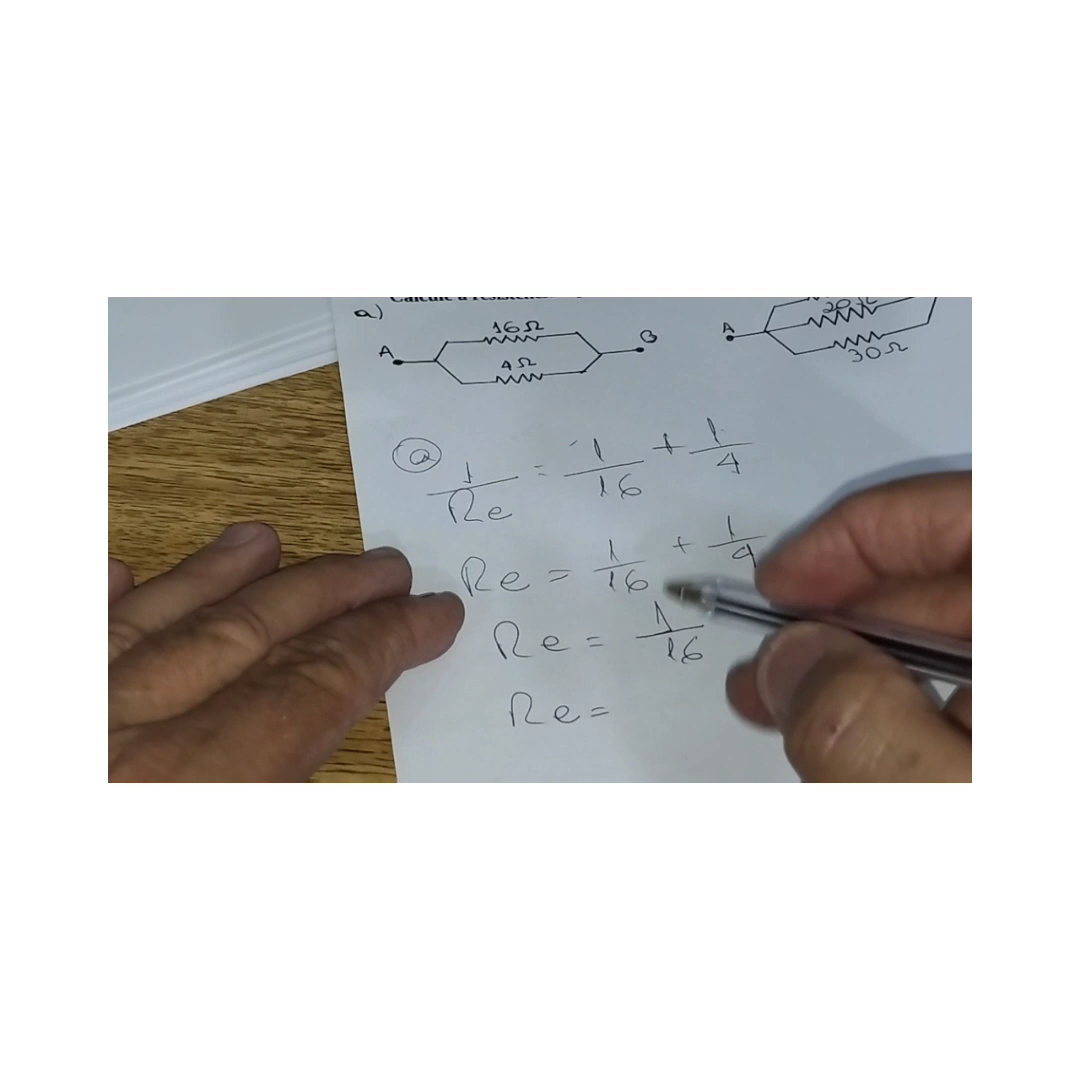 a)
16Ω
A B
4Ω
20Ω
A
30Ω
a
1/Re = 1/16 + 1/4
Re = 1/16 + 1/4
Re = 1/16
Re =